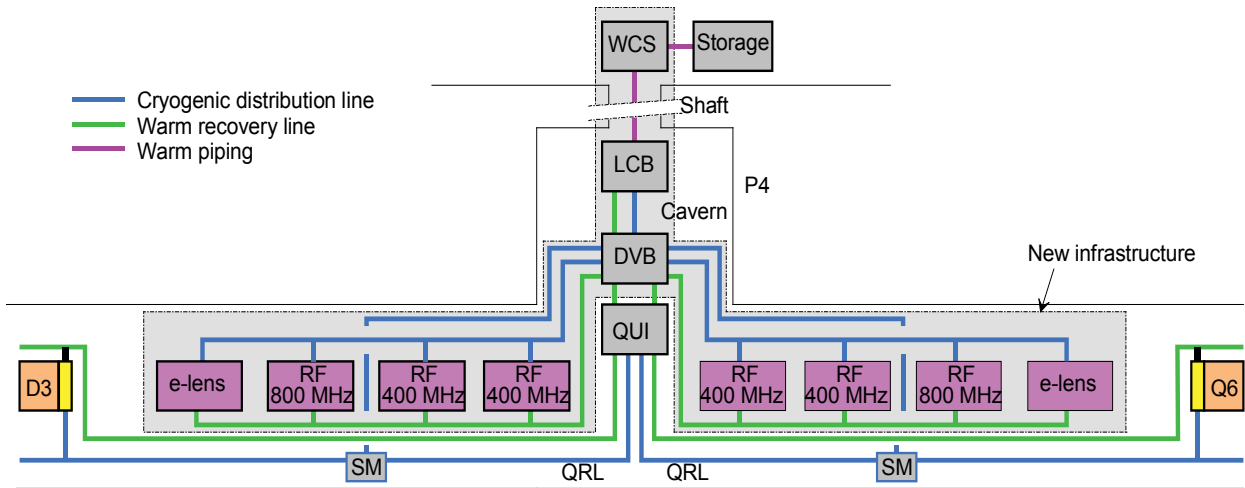 WCS
Storage
Cryogenic distribution line
Warm recovery line
Warm piping
Shaft
LCB
P4
Cavern
DVB
New infrastructure
QUI
D3
e-lens
RF
800 MHz
RF
400 MHz
RF
400 MHz
RF
400 MHz
RF
400 MHz
RF
800 MHz
e-lens
Q6
SM
QRL
QRL
SM